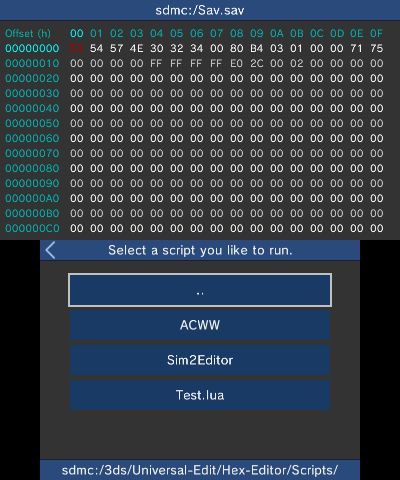 sdmc:/Sav.sav
Offset (h) 00 01 02 03 04 05 06 07 08 09 0A 0B 0C 0D 0E 0F
00000000 00 54 57 4E 30 32 34 00 80 B4 03 01 00 00 71 75
00000010 00 00 00 00 FF FF FF FF E0 2C 00 02 00 00 00 00
00000020 00 00 00 00 00 00 00 00 00 00 00 00 00 00 00 00
00000030 00 00 00 00 00 00 00 00 00 00 00 00 00 00 00 00
00000040 00 00 00 00 00 00 00 00 00 00 00 00 00 00 00 00
00000050 00 00 00 00 00 00 00 00 00 00 00 00 00 00 00 00
00000060 00 00 00 00 00 00 00 00 00 00 00 00 00 00 00 00
00000070 00 00 00 00 00 00 00 00 00 00 00 00 00 00 00 00
00000080 00 00 00 00 00 00 00 00 00 00 00 00 00 00 00 00
00000090 00 00 00 00 00 00 00 00 00 00 00 00 00 00 00 00
000000A0 00 00 00 00 00 00 00 00 00 00 00 00 00 00 00 00
000000B0 00 00 00 00 00 00 00 00 00 00 00 00 00 00 00 00
000000C0 00 00 00 00 00 00 00 00 00 00 00 00 00 00 00 00
Select a script you like to run.
..
ACWW
Sim2Editor
Test.lua
sdmc:/3ds/Universal-Edit/Hex-Editor/Scripts/